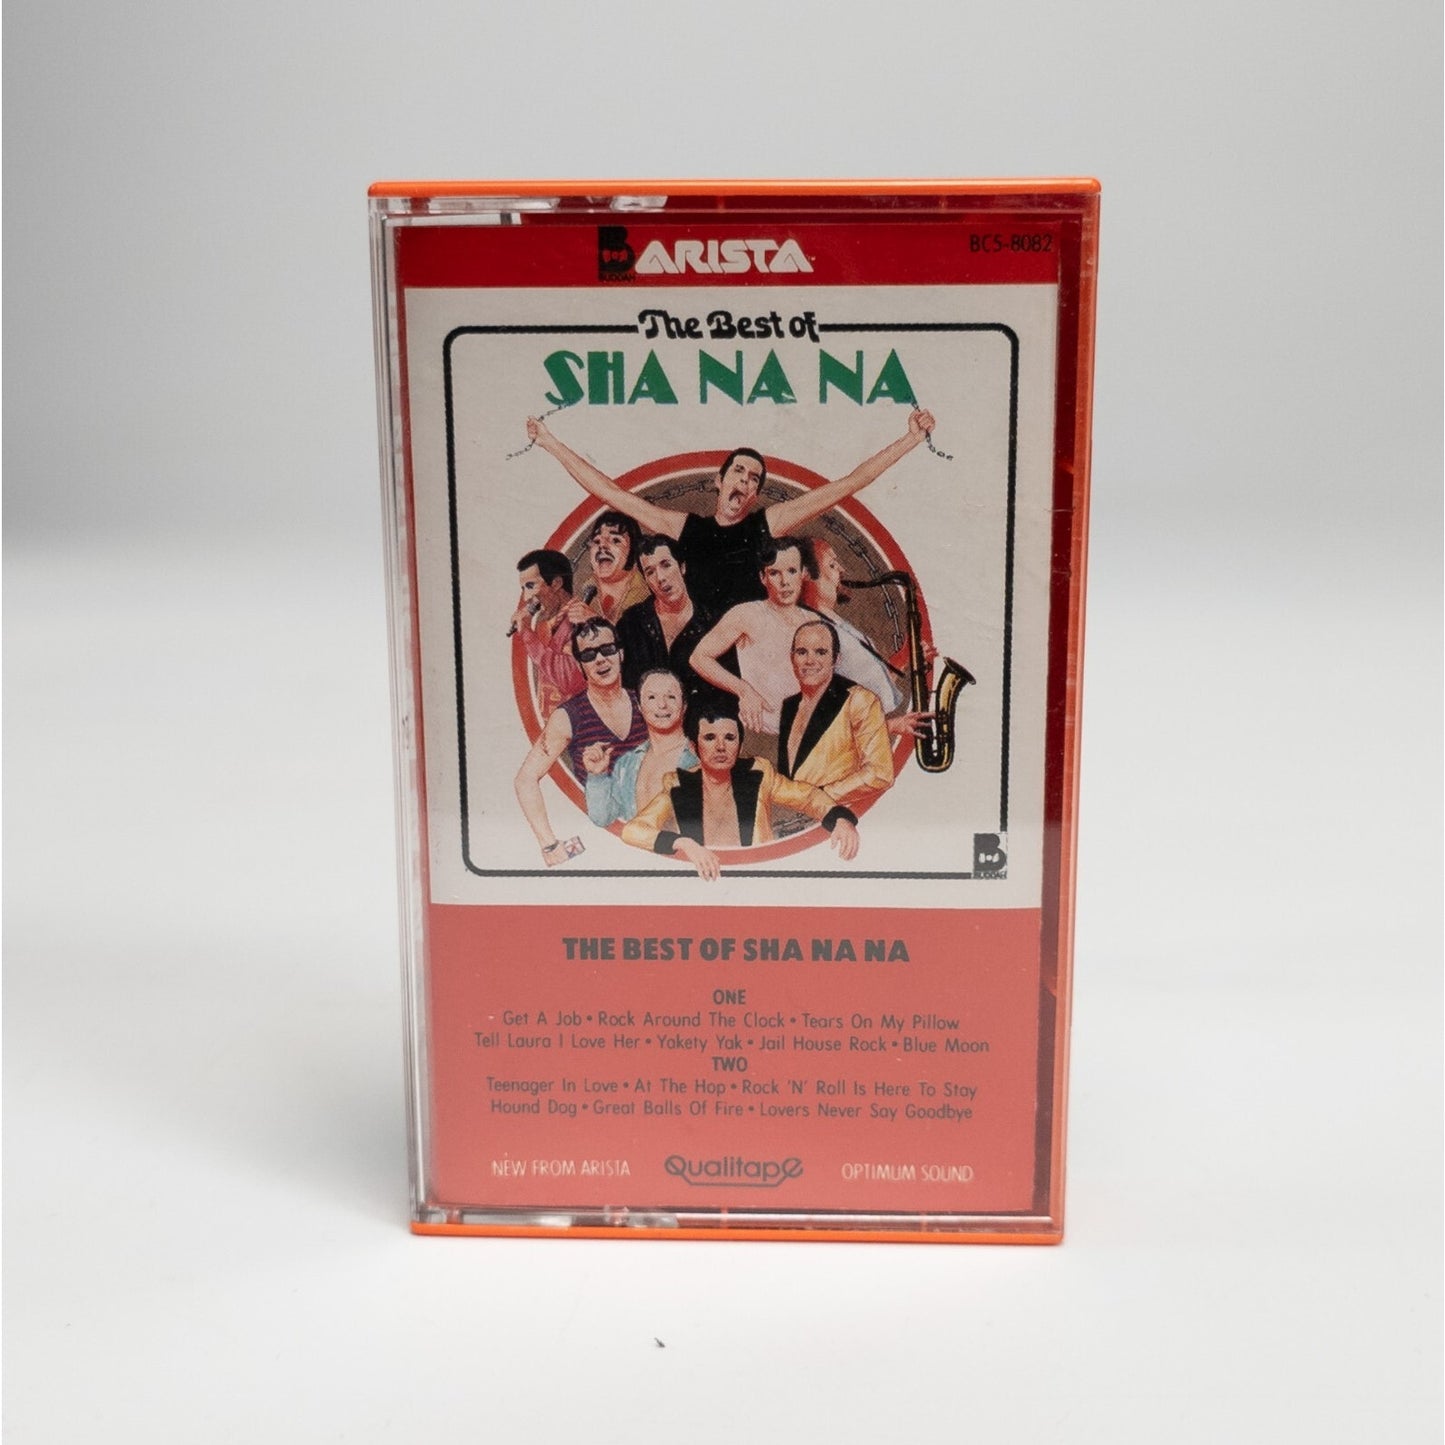 B ARISTA BC5-8082
BUDDAH
The Best of
SHA NA NA
B
BUDDAH
THE BEST OF SHA NA NA
ONE
Get A Job • Rock Around The Clock • Tears On My Pillow
Tell Laura I Love Her • Yakety Yak • Jail House Rock • Blue Moon
TWO
Teenager In Love • At The Hop • Rock 'N' Roll Is Here To Stay
Hound Dog • Great Balls Of Fire • Lovers Never Say Goodbye
NEW FROM ARISTA Qualitape OPTIMUM SOUND